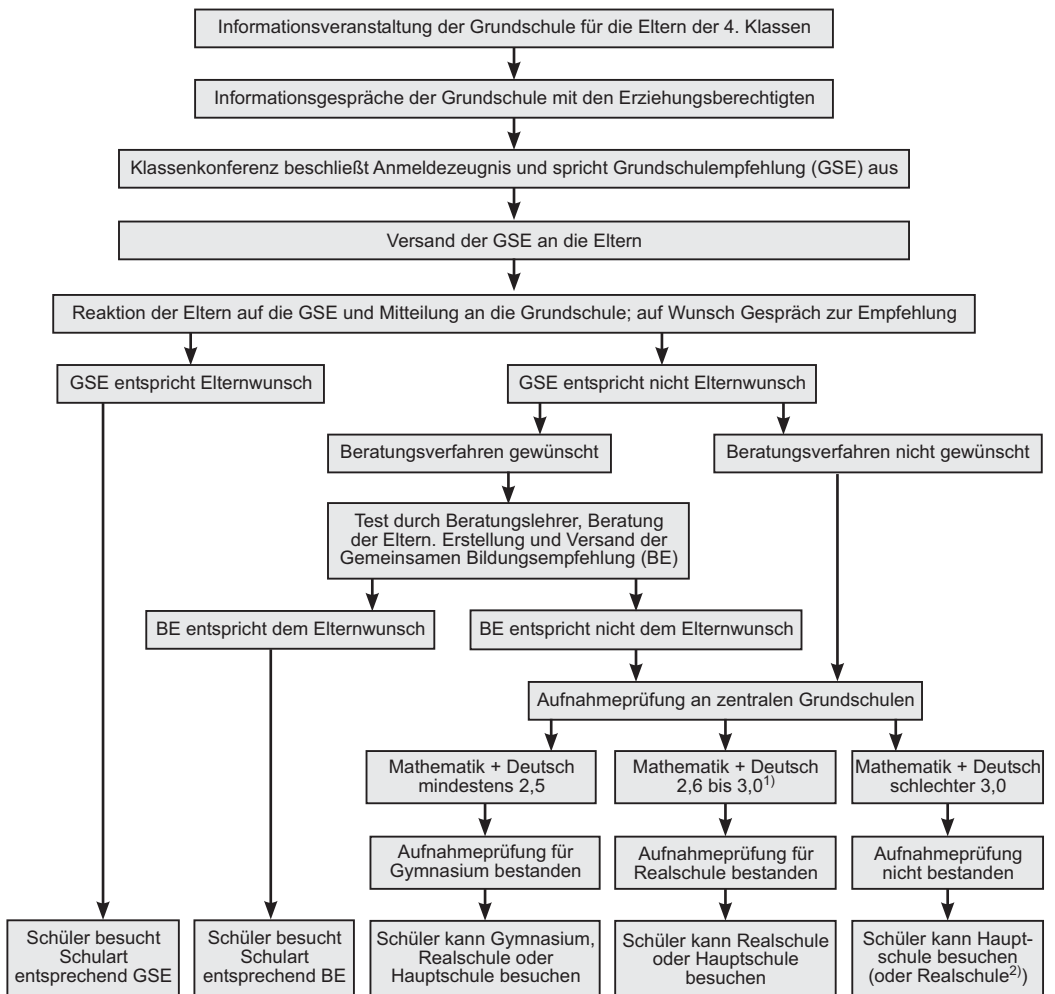 Informationsveranstaltung der Grundschule für die Eltern der 4. Klassen
Informationsgespräche der Grundschule mit den Erziehungsberechtigten
Klassenkonferenz beschließt Anmeldezeugnis und spricht Grundschulempfehlung (GSE) aus
Versand der GSE an die Eltern
Reaktion der Eltern auf die GSE und Mitteilung an die Grundschule; auf Wunsch Gespräch zur Empfehlung
GSE entspricht Elternwunsch
GSE entspricht nicht Elternwunsch
Beratungsverfahren gewünscht
Beratungsverfahren nicht gewünscht
Test durch Beratungslehrer, Beratung
der Eltern. Erstellung und Versand der
Gemeinsamen Bildungsempfehlung (BE)
BE entspricht dem Elternwunsch
BE entspricht nicht dem Elternwunsch
Aufnahmeprüfung an zentralen Grundschulen
Mathematik + Deutsch
mindestens 2,5
Mathematik + Deutsch
2,6 bis 3,0¹⁾
Mathematik + Deutsch
schlechter 3,0
Aufnahmeprüfung für
Gymnasium bestanden
Aufnahmeprüfung für
Realschule bestanden
Aufnahmeprüfung
nicht bestanden
Schüler besucht
Schulart
entsprechend GSE
Schüler besucht
Schulart
entsprechend BE
Schüler kann Gymnasium,
Realschule oder
Hauptschule besuchen
Schüler kann Realschule
oder Hauptschule
besuchen
Schüler kann Haupt-
schule besuchen
(oder Realschule²⁾)